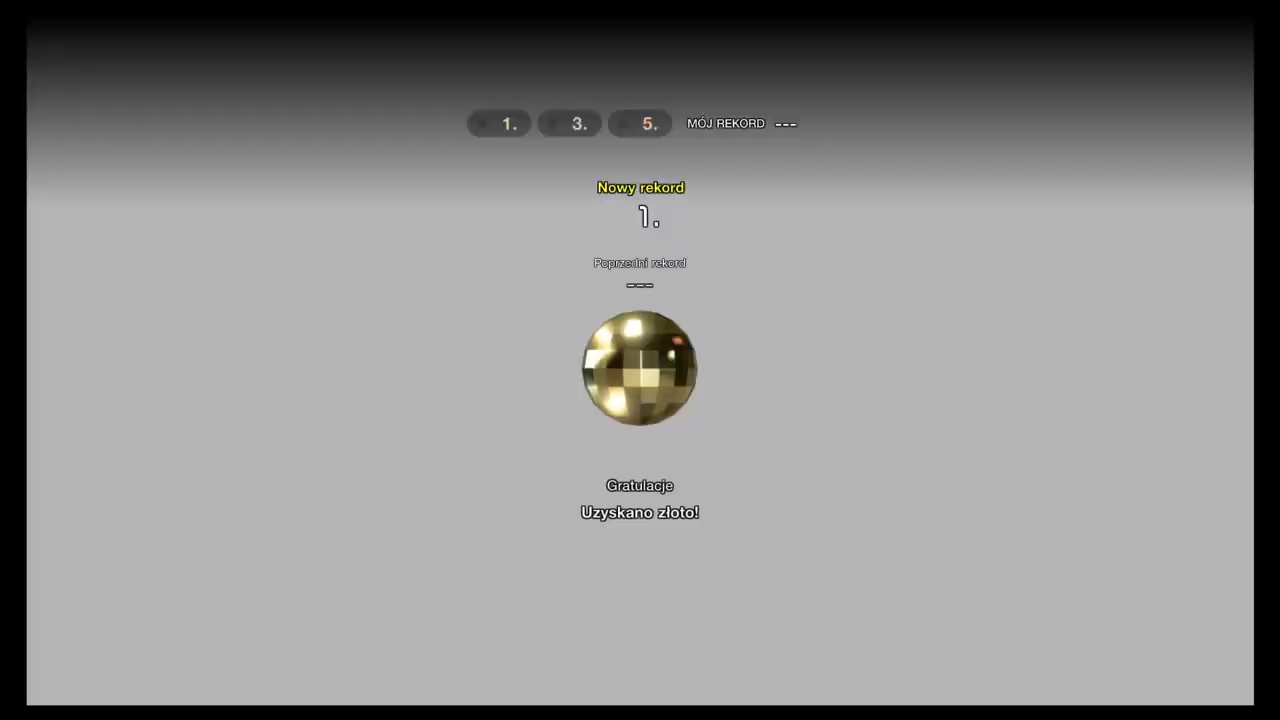 1. 3. 5. MÓJ REKORD ---
Nowy rekord
1.
Poprzedni rekord
---
Gratulacje
Uzyskano złoto!